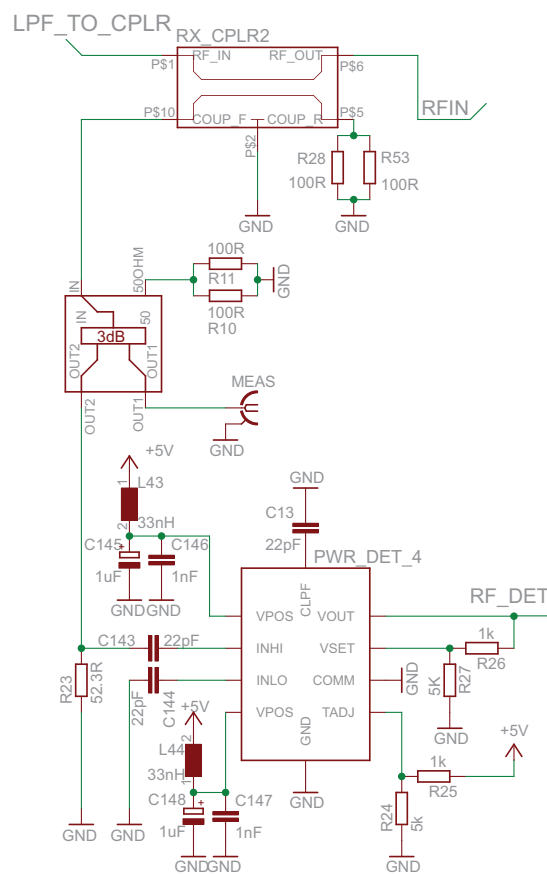 LPF_TO_CPLR
RX_CPLR2
RF_IN
RF_OUT
P$1
P$6
P$10
COUP_F
COUP_R
P$5
P$2
RFIN
R28
R53
100R
100R
GND
GND
100R
R11
GND
100R
R10
IN
50OHM
IN
50
3dB
OUT2
OUT1
OUT2
OUT1
MEAS
GND
+5V
1
L43
2
33nH
C145
+
C146
1uF
1nF
GND
GND
GND
C13
22pF
PWR_DET_4
CLPF
VPOS
VOUT
INHI
VSET
INLO
COMM
VPOS
TADJ
GND
GND
RF_DET
1k
R26
5K
R27
GND
GND
C143
22pF
R23
52.3R
22pF
C144
+5V
2
L44
1
33nH
C148
+
C147
1uF
1nF
GND
GND
GND
GND
GND
+5V
1k
R25
R24
5k
GND